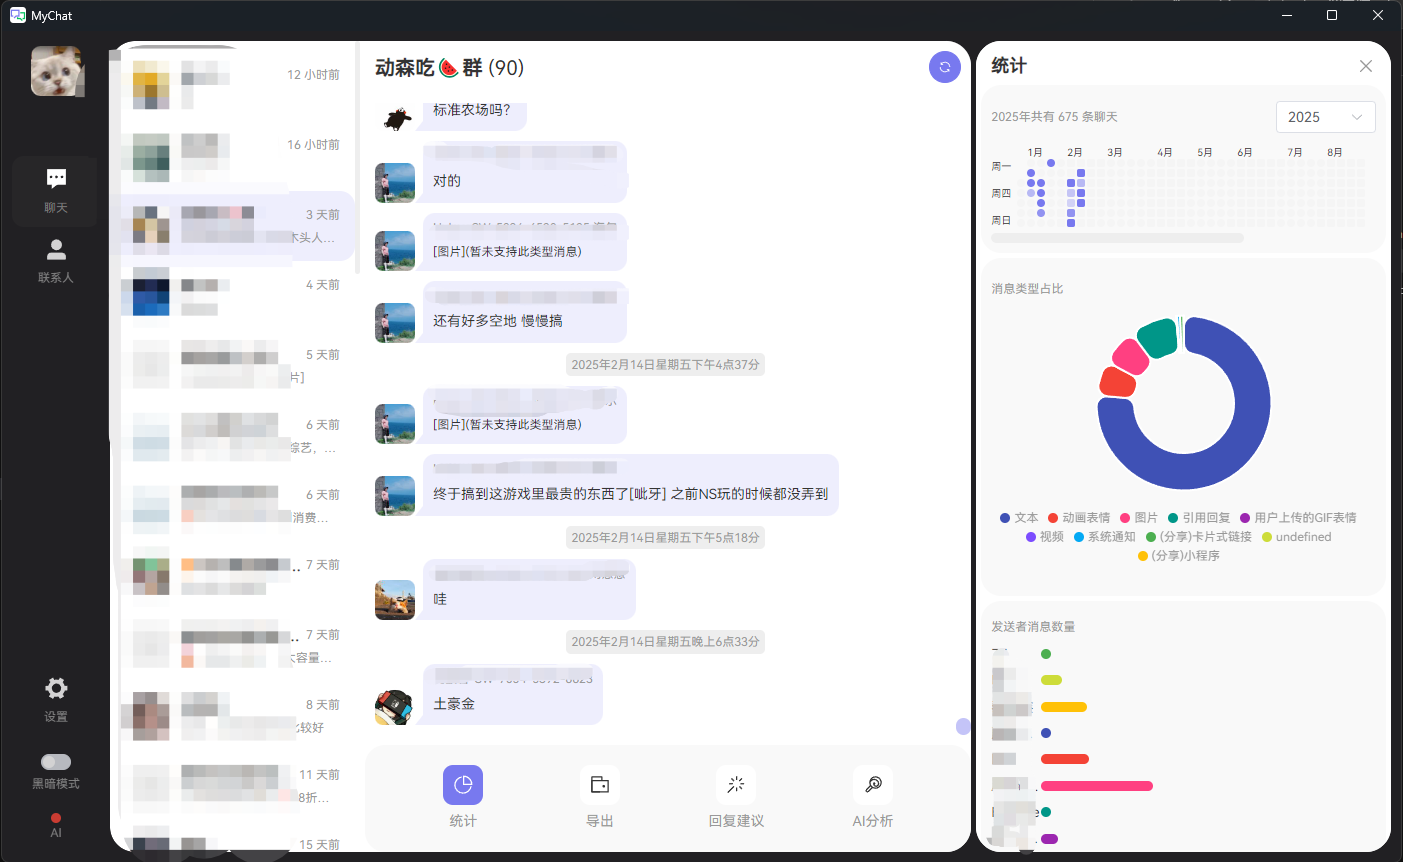 MyChat
聊天
联系人
设置
黑暗模式
AI
12 小时前
16 小时前
3 天前
木头人...
4 天前
5 天前
片]
6 天前
综艺，...
6 天前
消费...
.. 7 天前
... 7 天前
大容量...
8 天前
比较好
11 天前
8折...
15 天前
动森吃🍉群 (90)
标准农场吗？
对的
[图片](暂未支持此类型消息)
还有好多空地 慢慢搞
2025年2月14日星期五下午4点37分
[图片](暂未支持此类型消息)
终于搞到这游戏里最贵的东西了[呲牙] 之前NS玩的时候都没弄到
2025年2月14日星期五下午5点18分
哇
2025年2月14日星期五晚上6点33分
土豪金
统计
导出
回复建议
AI分析
统计
2025年共有 675 条聊天
2025
1月 2月 3月 4月 5月 6月 7月 8月
周一
周四
周日
消息类型占比
文本 动画表情 图片 引用回复 用户上传的GIF表情
视频 系统通知 (分享)卡片式链接 undefined
(分享)小程序
发送者消息数量